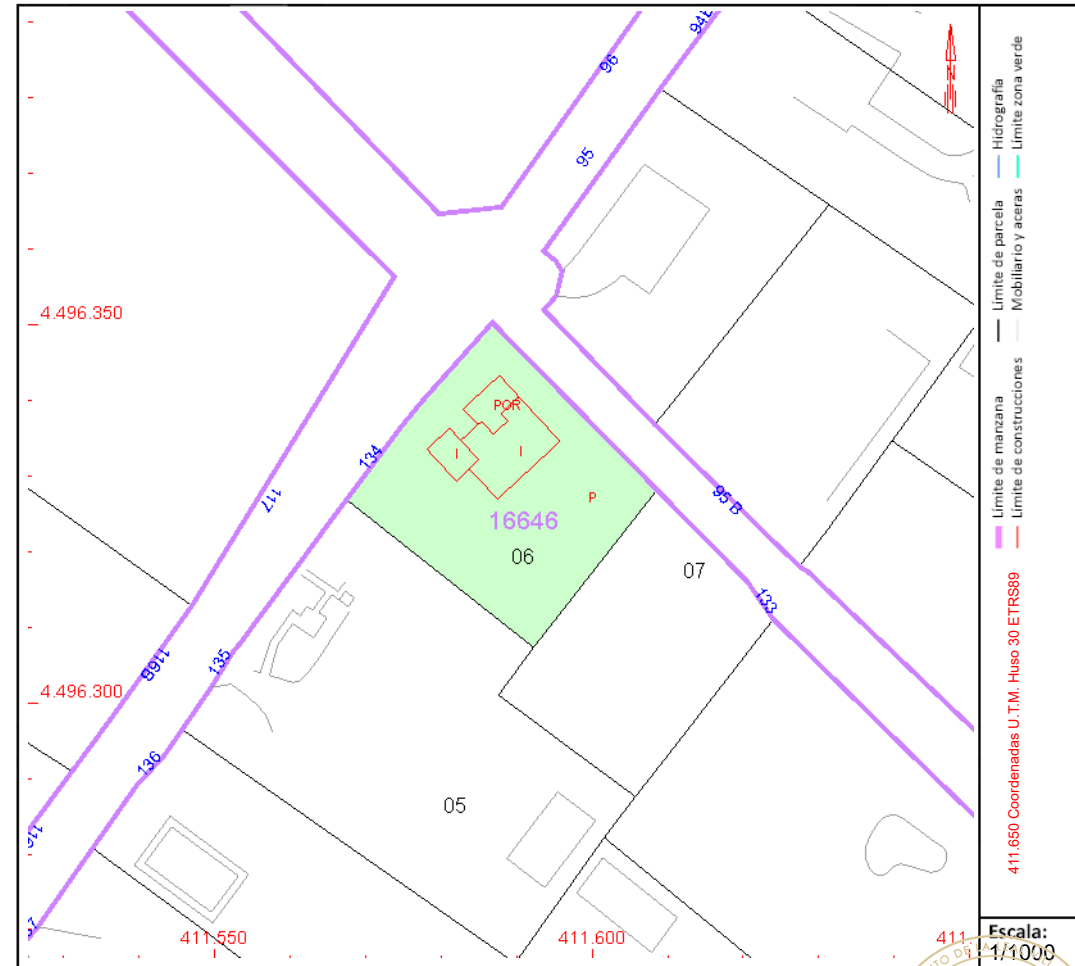 94B
96
95
4.496.350
POR
I
I
134
P
117
95 B
16646
06
07
133
116B
135
4.496.300
136
05
116
411.550
411.600
411
N
Hidrografía
Límite zona verde
Límite de parcela
Mobiliario y aceras
Límite de manzana
Límite de construcciones
411.650 Coordenadas U.T.M. Huso 30 ETRS89
Escala:
1/1000